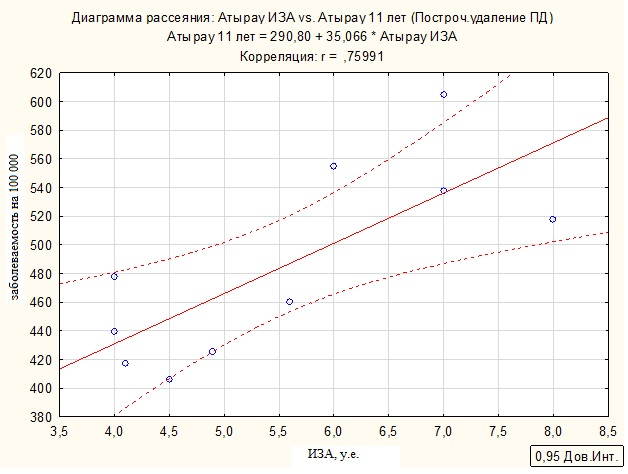 Диаграмма рассеяния: Атырау ИЗА vs. Атырау 11 лет (Построч.удаление ПД)
Атырау 11 лет = 290,80 + 35,066 * Атырау ИЗА
Корреляция: r = ,75991
заболеваемость на 100 000
620
600
580
560
540
520
500
480
460
440
420
400
380
3,5 4,0 4,5 5,0 5,5 6,0 6,5 7,0 7,5 8,0 8,5
ИЗА, у.е.
0,95 Дов.Инт.